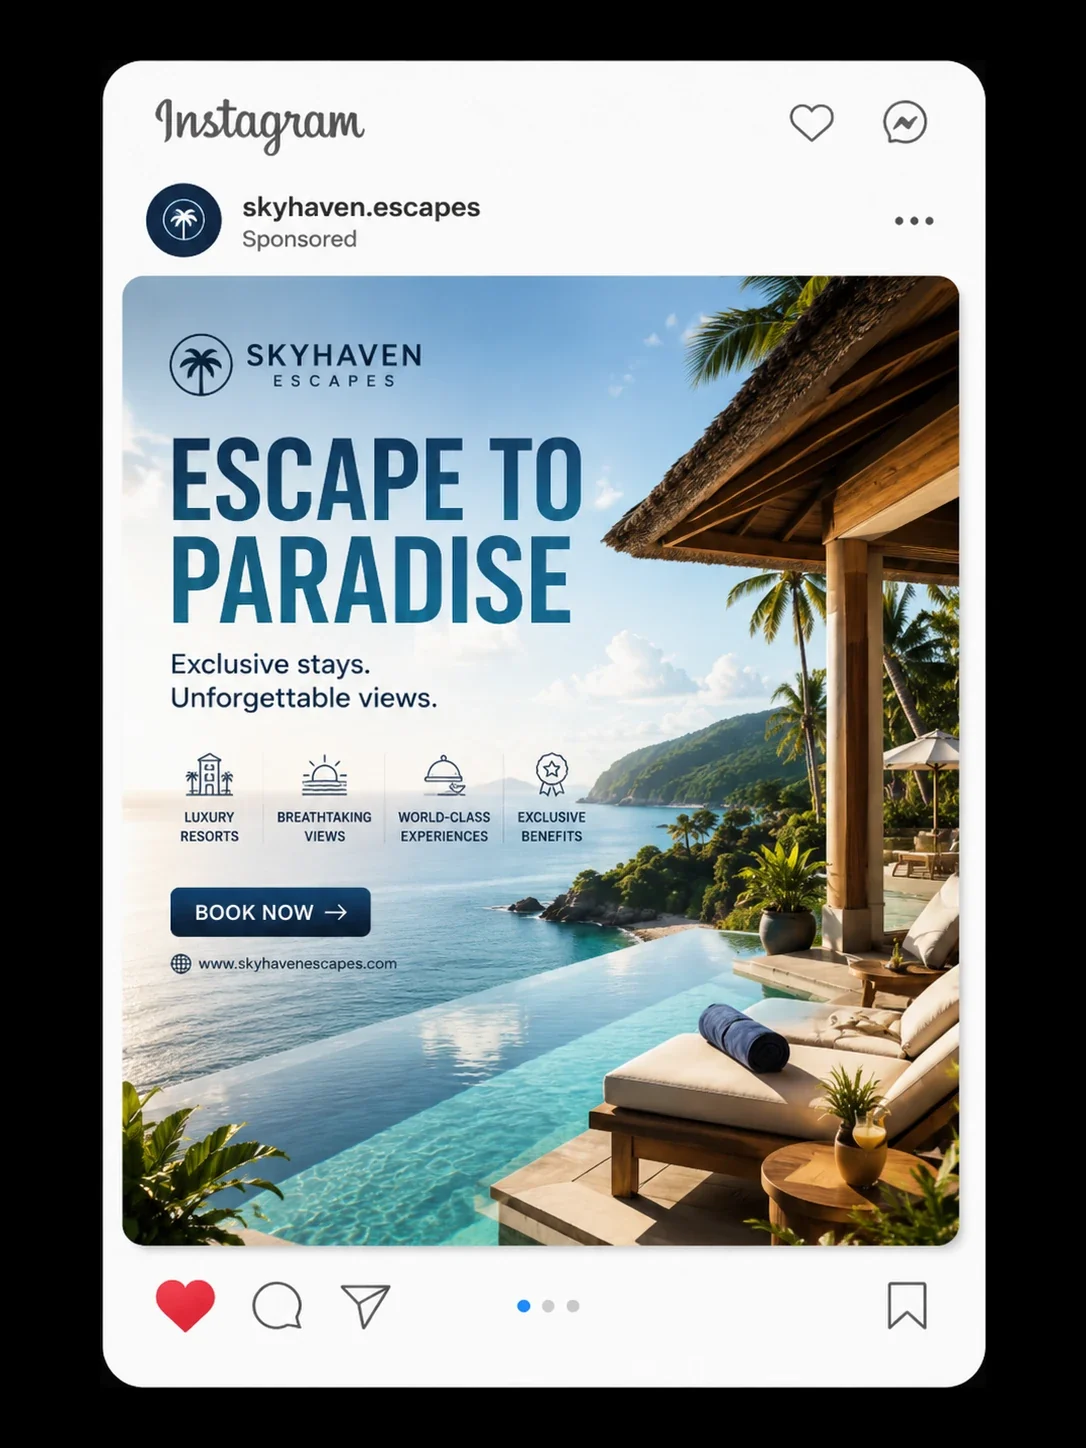 Instagram
skyhaven.escapes
Sponsored
SKYHAVEN
ESCAPES
ESCAPE TO
PARADISE
Exclusive stays.
Unforgettable views.
LUXURY
RESORTS
BREATHTAKING
VIEWS
WORLD-CLASS
EXPERIENCES
EXCLUSIVE
BENEFITS
BOOK NOW →
www.skyhavenescapes.com